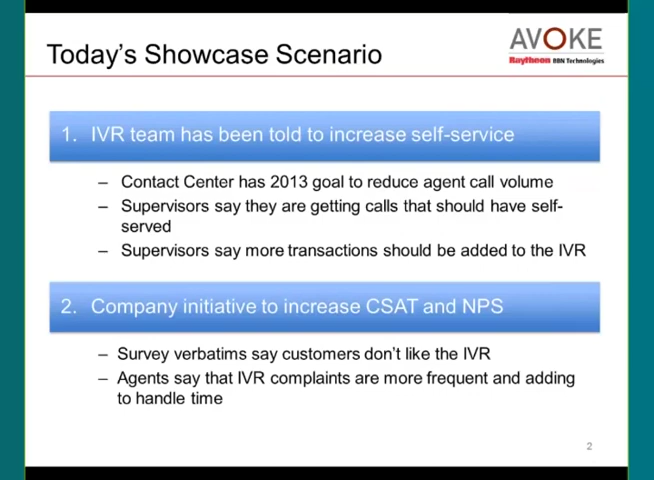 Today's Showcase Scenario
AVOKE
Raytheon BBN Technologies
1. IVR team has been told to increase self-service
– Contact Center has 2013 goal to reduce agent call volume
– Supervisors say they are getting calls that should have self-
served
– Supervisors say more transactions should be added to the IVR
2. Company initiative to increase CSAT and NPS
– Survey verbatims say customers don't like the IVR
– Agents say that IVR complaints are more frequent and adding
to handle time
2